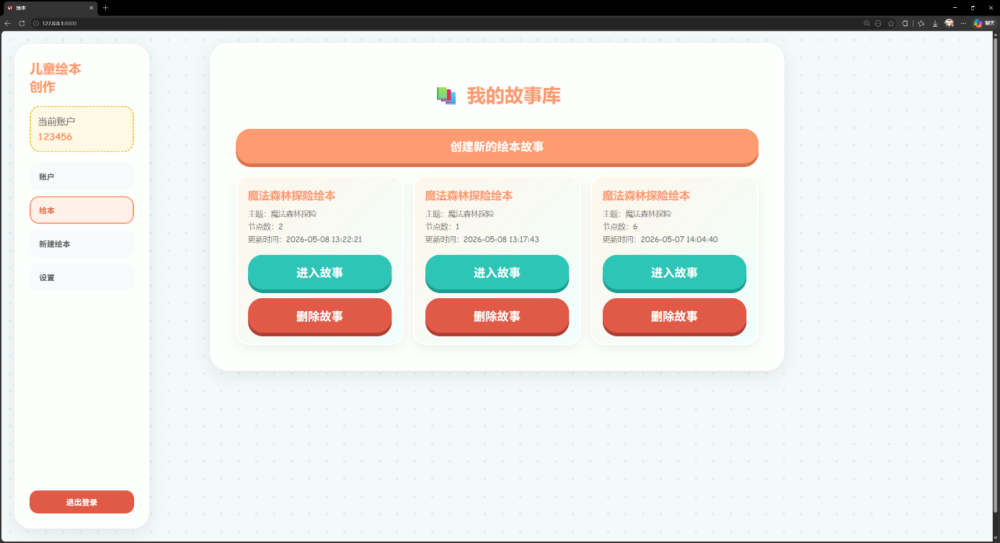 绘本
127.0.0.1:8000
聊天
儿童绘本
创作
当前账户
123456
账户
绘本
新建绘本
设置
退出登录
我的故事库
创建新的绘本故事
魔法森林探险绘本
主题：魔法森林探险
节点数：2
更新时间：2026-05-08 13:22:21
进入故事
删除故事
魔法森林探险绘本
主题：魔法森林探险
节点数：1
更新时间：2026-05-08 13:17:43
进入故事
删除故事
魔法森林探险绘本
主题：魔法森林探险
节点数：6
更新时间：2026-05-07 14:04:40
进入故事
删除故事